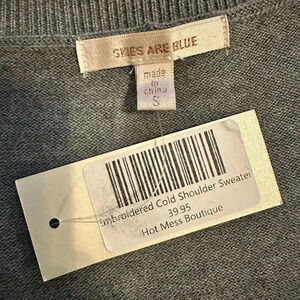 SKIES ARE BLUE
made
in
china
S
Embroidered Cold Shoulder Sweater
39.95
Hot Mess Boutique